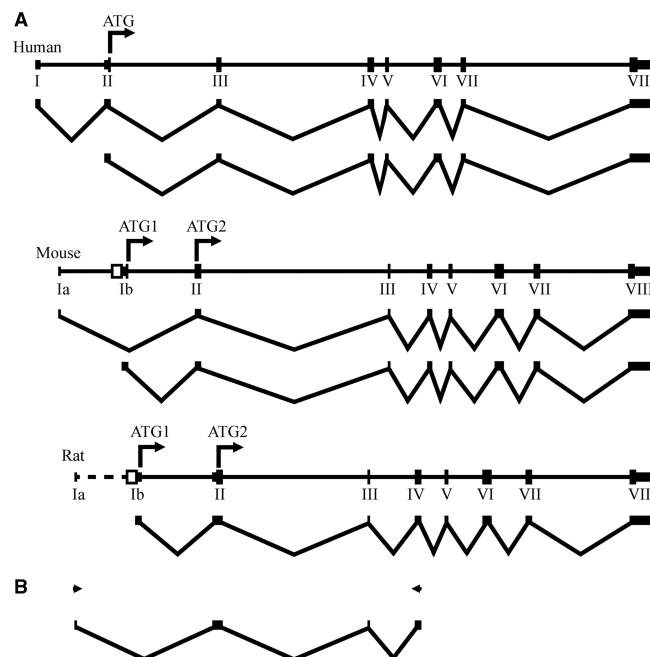 A
ATG
Human
I II III IV V VI VII VII
ATG1 ATG2
Mouse
Ia Ib II III IV V VI VII VIII
ATG1 ATG2
Rat
Ia Ib II III IV V VI VII VII
B